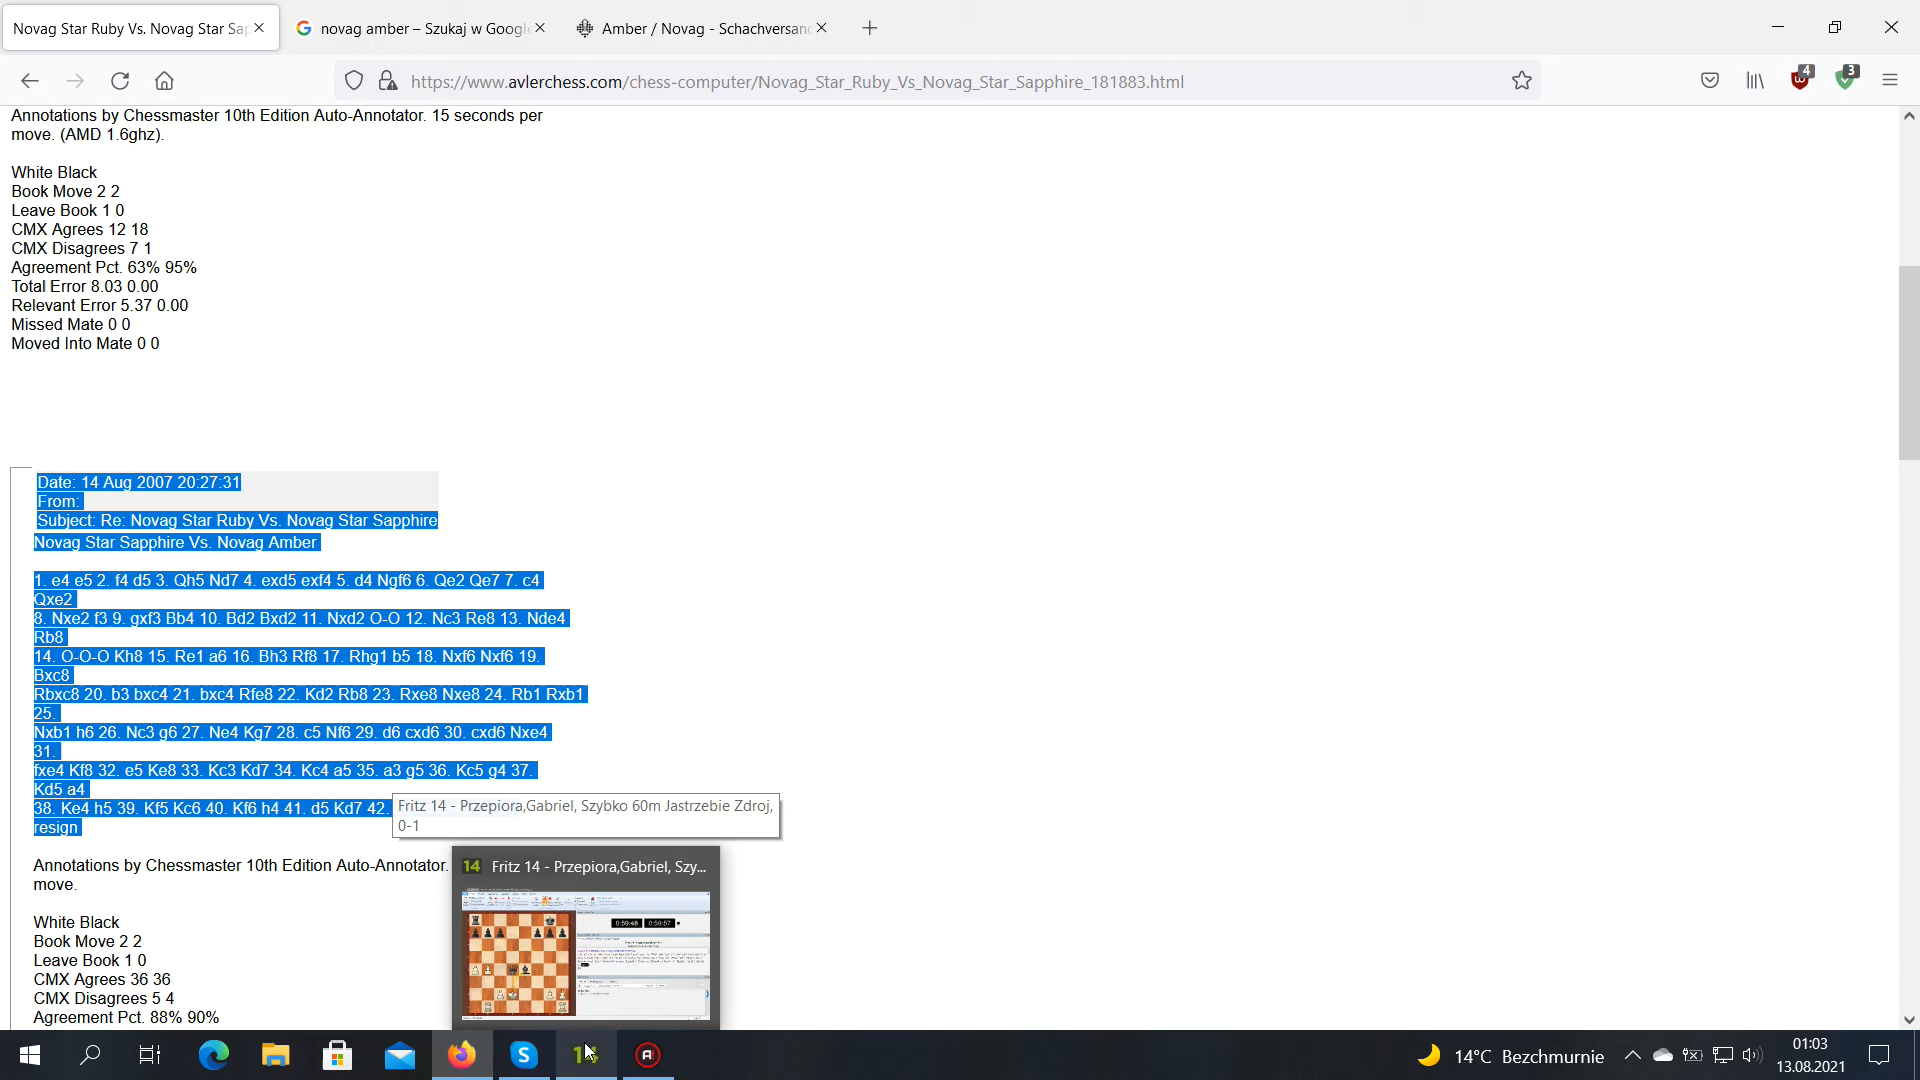 Novag Star Ruby Vs. Novag Star Sap
novag amber – Szukaj w Google
Amber / Novag - Schachversand
https://www.avlerchess.com/chess-computer/Novag_Star_Ruby_Vs_Novag_Star_Sapphire_181883.html
4
3
Annotations by Chessmaster 10th Edition Auto-Annotator. 15 seconds per
move. (AMD 1.6ghz).
White Black
Book Move 2 2
Leave Book 1 0
CMX Agrees 12 18
CMX Disagrees 7 1
Agreement Pct. 63% 95%
Total Error 8.03 0.00
Relevant Error 5.37 0.00
Missed Mate 0 0
Moved Into Mate 0 0
Date: 14 Aug 2007 20:27:31
From:
Subject: Re: Novag Star Ruby Vs. Novag Star Sapphire
Novag Star Sapphire Vs. Novag Amber
1. e4 e5 2. f4 d5 3. Qh5 Nd7 4. exd5 exf4 5. d4 Ngf6 6. Qe2 Qe7 7. c4
Qxe2
8. Nxe2 f3 9. gxf3 Bb4 10. Bd2 Bxd2 11. Nxd2 O-O 12. Nc3 Re8 13. Nde4
Rb8
14. O-O-O Kh8 15. Re1 a6 16. Bh3 Rf8 17. Rhg1 b5 18. Nxf6 Nxf6 19.
Bxc8
Rbxc8 20. b3 bxc4 21. bxc4 Rfe8 22. Kd2 Rb8 23. Rxe8 Nxe8 24. Rb1 Rxb1
25.
Nxb1 h6 26. Nc3 g6 27. Ne4 Kg7 28. c5 Nf6 29. d6 cxd6 30. cxd6 Nxe4
31.
fxe4 Kf8 32. e5 Ke8 33. Kc3 Kd7 34. Kc4 a5 35. a3 g5 36. Kc5 g4 37.
Kd5 a4
38. Ke4 h5 39. Kf5 Kc6 40. Kf6 h4 41. d5 Kd7 42.
resign
Fritz 14 - Przepiora,Gabriel, Szybko 60m Jastrzebie Zdroj,
0-1
Annotations by Chessmaster 10th Edition Auto-Annotator.
move.
14 Fritz 14 - Przepiora,Gabriel, Szy...
0:59:48 0:59:57
White Black
Book Move 2 2
Leave Book 1 0
CMX Agrees 36 36
CMX Disagrees 5 4
Agreement Pct. 88% 90%
14°C Bezchmurnie
01:03
13.08.2021